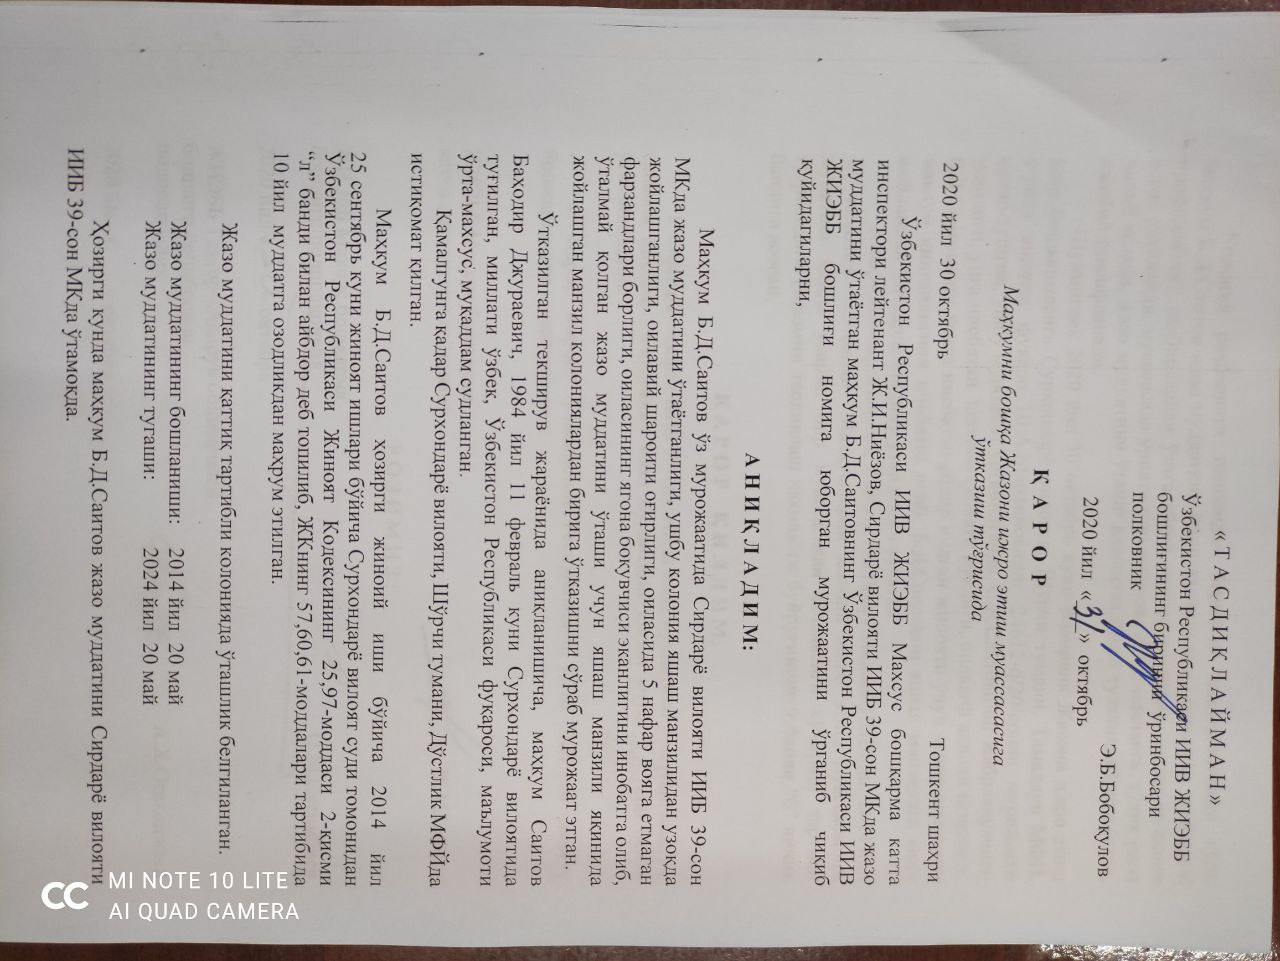 «ТАСДИҚЛАЙМАН»
Ўзбекистон Республикаси ИИВ ЖИЭББ
бошлиғининг биринчи ўринбосари
полковник Э.Б.Бобокулов
2020 йил «31» октябрь
ҚАРОР
Маҳкумни бошқа Жазони ижро этиш муассасасига
ўтказиш тўғрисида
2020 йил 30 октябрь Тошкент шаҳри
Ўзбекистон Республикаси ИИВ ЖИЭББ Махсус бошқарма катта
инспектори лейтенант Ж.И.Ниёзов, Сирдарё вилояти ИИБ 39-сон МКда жазо
муддатини ўтаётган маҳкум Б.Д.Саитовнинг Ўзбекистон Республикаси ИИВ
ЖИЭББ бошлиғи номига юборган мурожаатини ўрганиб чиқиб
қуйидагиларни,
АНИҚЛАДИМ:
Маҳкум Б.Д.Саитов ўз мурожаатида Сирдарё вилояти ИИБ 39-сон
МКда жазо муддатини ўтаётганлиги, ушбу колония яшаш манзилидан узоқда
жойлашганлиги, оилавий шароити оғирлиги, оиласида 5 нафар вояга етмаган
фарзандлари борлиги, оиласининг ягона боқувчиси эканлигини инобатга олиб,
ўталмай қолган жазо муддатини ўташи учун яшаш манзили яқинида
жойлашган манзил колониялардан бирига ўтказишни сўраб мурожаат этган.
Ўтказилган текширув жараёнида аниқланишича, маҳкум Саитов
Баходир Джураевич, 1984 йил 11 февраль куни Сурхондарё вилоятида
туғилган, миллати ўзбек, Ўзбекистон Республикаси фуқароси, маълумоти
ўрта-махсус, муқаддам судланган.
Қамалгунга қадар Сурхондарё вилояти, Шўрчи тумани, Дўстлик МФЙда
истиқомат қилган.
Маҳкум Б.Д.Саитов ҳозирги жиноий иши бўйича 2014 йил
25 сентябрь куни жиноят ишлари бўйича Сурхондарё вилоят суди томонидан
Ўзбекистон Республикаси Жиноят Кодексининг 25,97-моддаси 2-қисми
“л” банди билан айбдор деб топилиб, ЖКнинг 57,60,61-моддалари тартибида
10 йил муддатга озодликдан маҳрум этилган.
Жазо муддатини қаттиқ тартибли колонияда ўташлик белгиланган.
Жазо муддатининг бошланиши: 2014 йил 20 май
Жазо муддатининг тугаши: 2024 йил 20 май
Ҳозирги кунда маҳкум Б.Д.Саитов жазо муддатини Сирдарё вилояти
ИИБ 39-сон МКда ўтамоқда.
MI NOTE 10 LITE
AI QUAD CAMERA